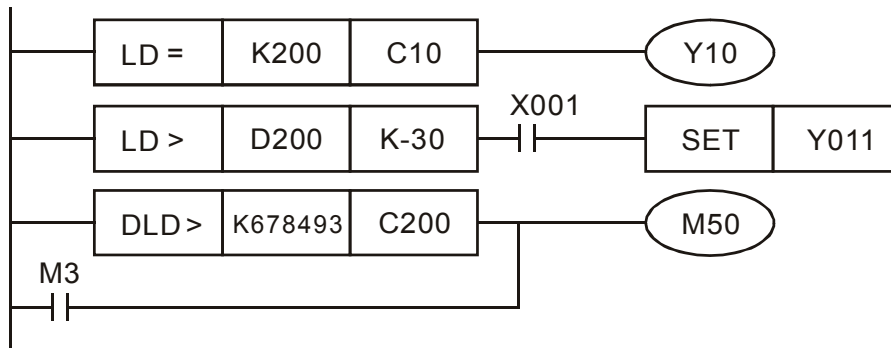 LD = K200 C10 Y10
X001
LD > D200 K-30 SET Y011
DLD > K678493 C200 M50
M3